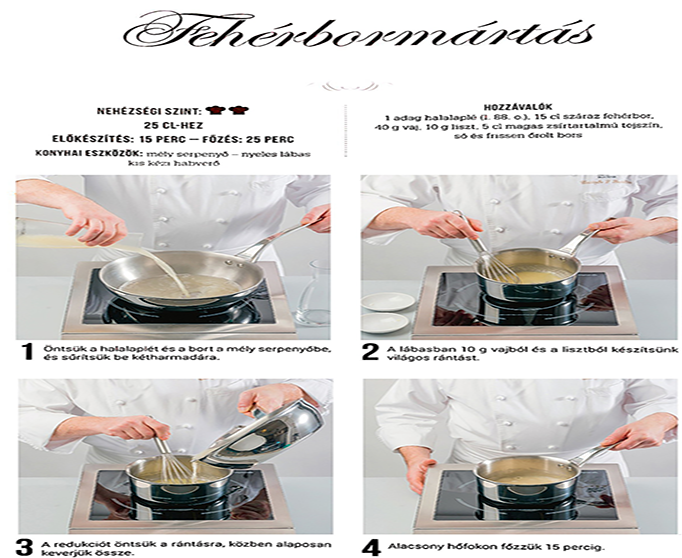 Fehérbormártás
NEHÉZSÉGI SZINT:
25 CL-HEZ
ELŐKÉSZÍTÉS: 15 PERC — FŐZÉS: 25 PERC
KONYHAI ESZKÖZÖK: mély serpenyő – nyeles lábas
kis kézi habverő
HOZZÁVALÓK
1 adag halalaplé (l. 88. o.), 15 cl száraz fehérbor,
40 g vaj, 10 g liszt, 5 cl magas zsírtartalmú tejszín,
só és frissen őrölt bors
1 Öntsük a halalaplét és a bort a mély serpenyőbe,
és sűrítsük be kétharmadára.
2 A lábasban 10 g vajból és a lisztből készítsünk
világos rántást.
3 A redukciót öntsük a rántásra, közben alaposan
keverjük össze.
4 Alacsony hőfokon főzzük 15 percig.